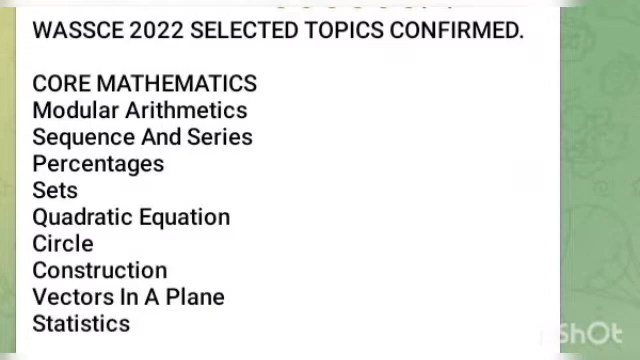 WASSCE 2022 SELECTED TOPICS CONFIRMED.
CORE MATHEMATICS
Modular Arithmetics
Sequence And Series
Percentages
Sets
Quadratic Equation
Circle
Construction
Vectors In A Plane
Statistics